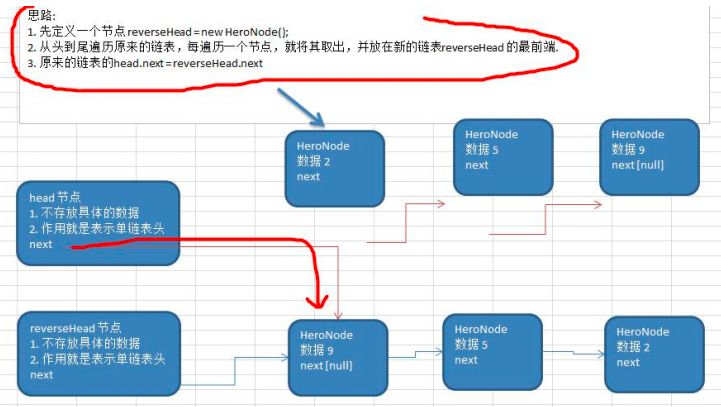 思路:
1. 先定义一个节点 reverseHead = new HeroNode();
2. 从头到尾遍历原来的链表，每遍历一个节点，就将其取出，并放在新的链表reverseHead 的最前端.
3. 原来的链表的head.next = reverseHead.next
HeroNode
数据 2
next
HeroNode
数据 5
next
HeroNode
数据 9
next [null]
head 节点
1. 不存放具体的数据
2. 作用就是表示单链表头
next
reverseHead 节点
1. 不存放具体的数据
2. 作用就是表示单链表头
next
HeroNode
数据 9
next [null]
HeroNode
数据 5
next
HeroNode
数据 2
next